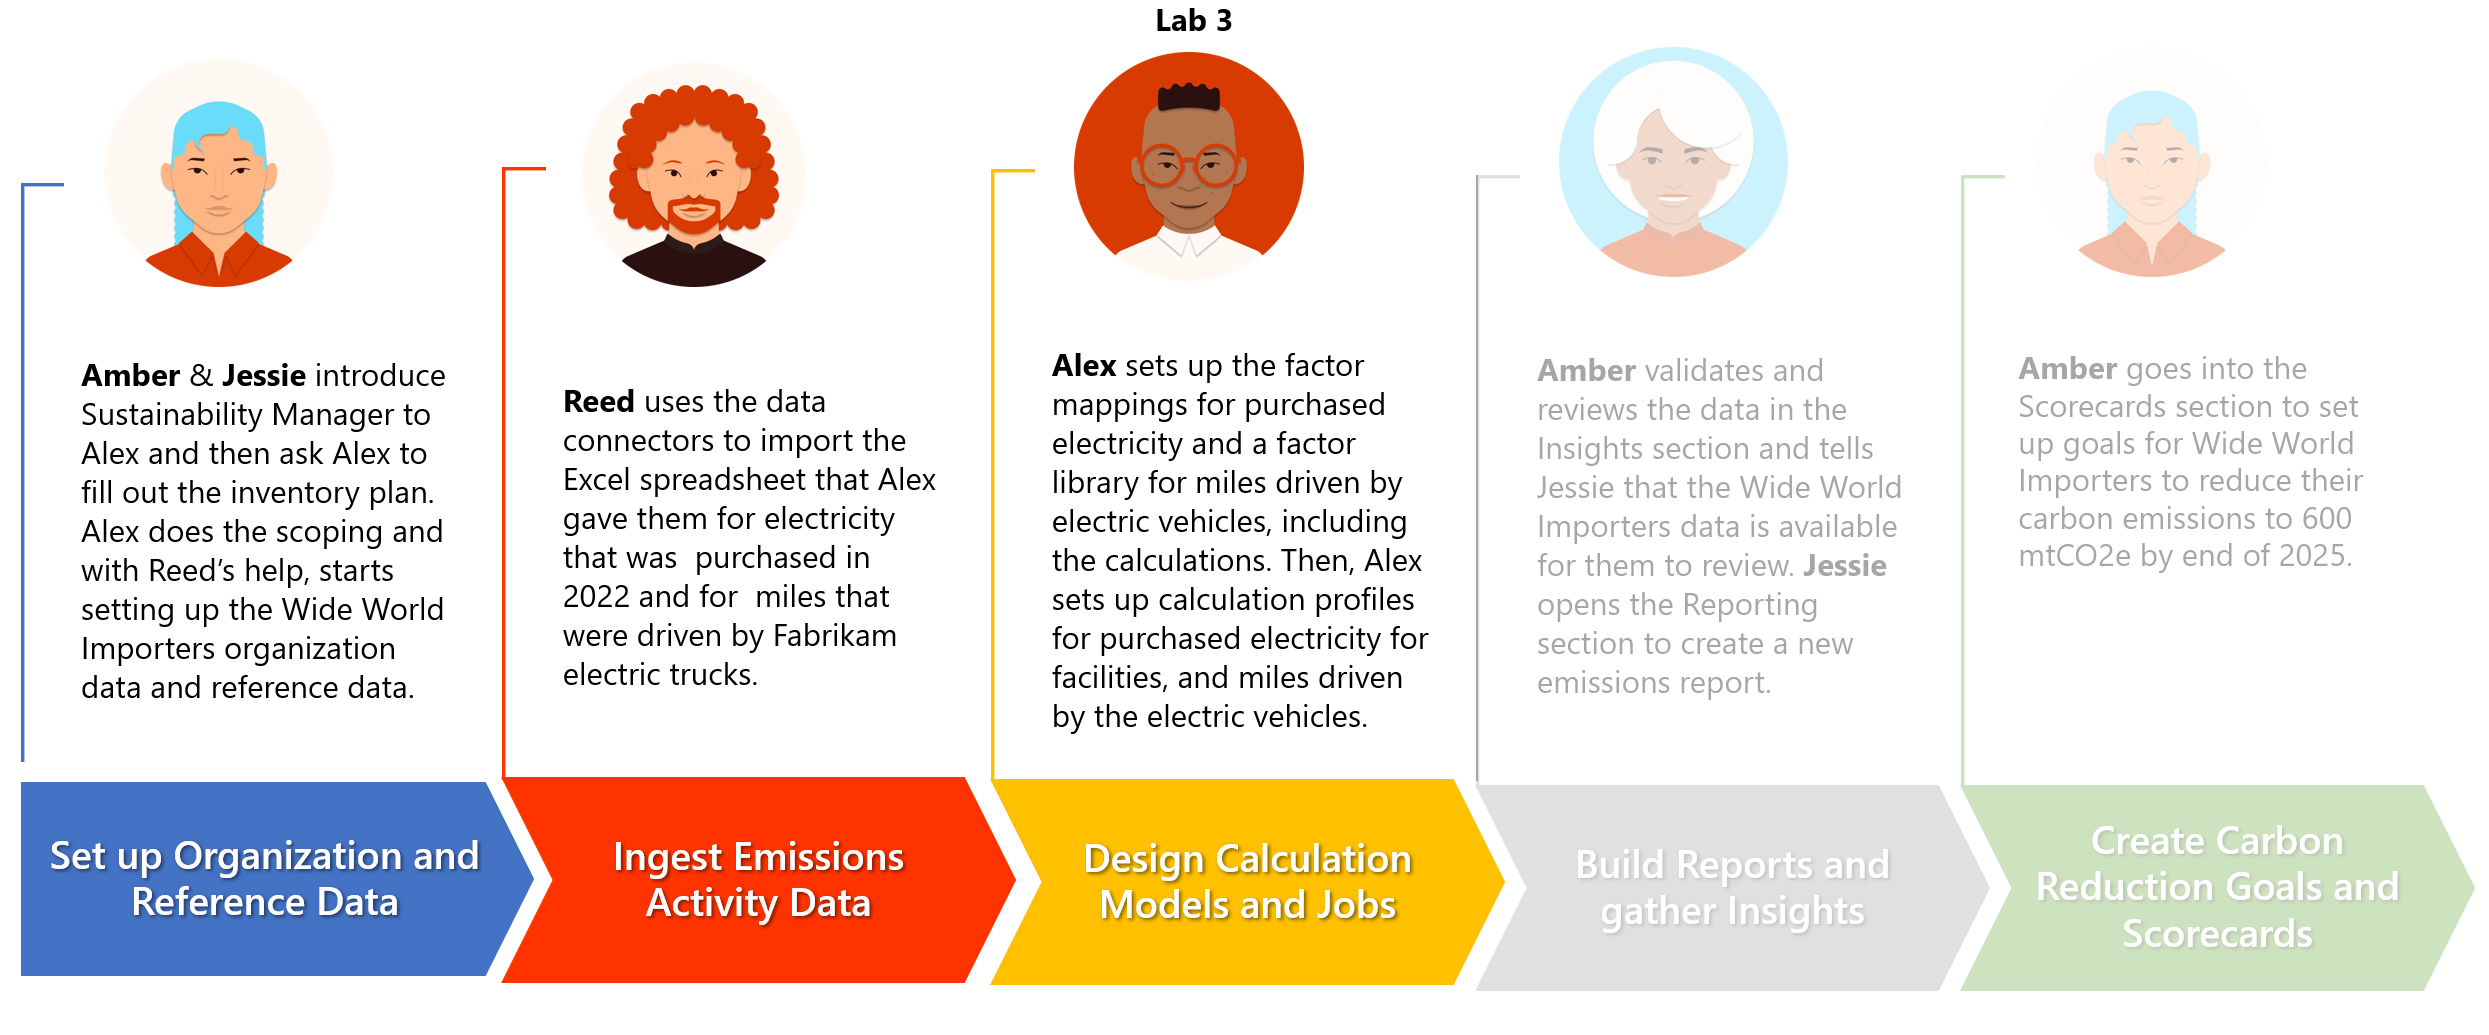 Lab 3
Amber & Jessie introduce
Sustainability Manager to
Alex and then ask Alex to
fill out the inventory plan.
Alex does the scoping and
with Reed’s help, starts
setting up the Wide World
Importers organization
data and reference data.
Reed uses the data
connectors to import the
Excel spreadsheet that Alex
gave them for electricity
that was  purchased in
2022 and for  miles that
were driven by Fabrikam
electric trucks.
Alex sets up the factor
mappings for purchased
electricity and a factor
library for miles driven by
electric vehicles, including
the calculations. Then, Alex
sets up calculation profiles
for purchased electricity for
facilities, and miles driven
by the electric vehicles.
Amber validates and
reviews the data in the
Insights section and tells
Jessie that the Wide World
Importers data is available
for them to review. Jessie
opens the Reporting
section to create a new
emissions report.
Amber goes into the
Scorecards section to set
up goals for Wide World
Importers to reduce their
carbon emissions to 600
mtCO2e by end of 2025.
Set up Organization and
Reference Data
Ingest Emissions
Activity Data
Design Calculation
Models and Jobs
Build Reports and
gather Insights
Create Carbon
Reduction Goals and
Scorecards